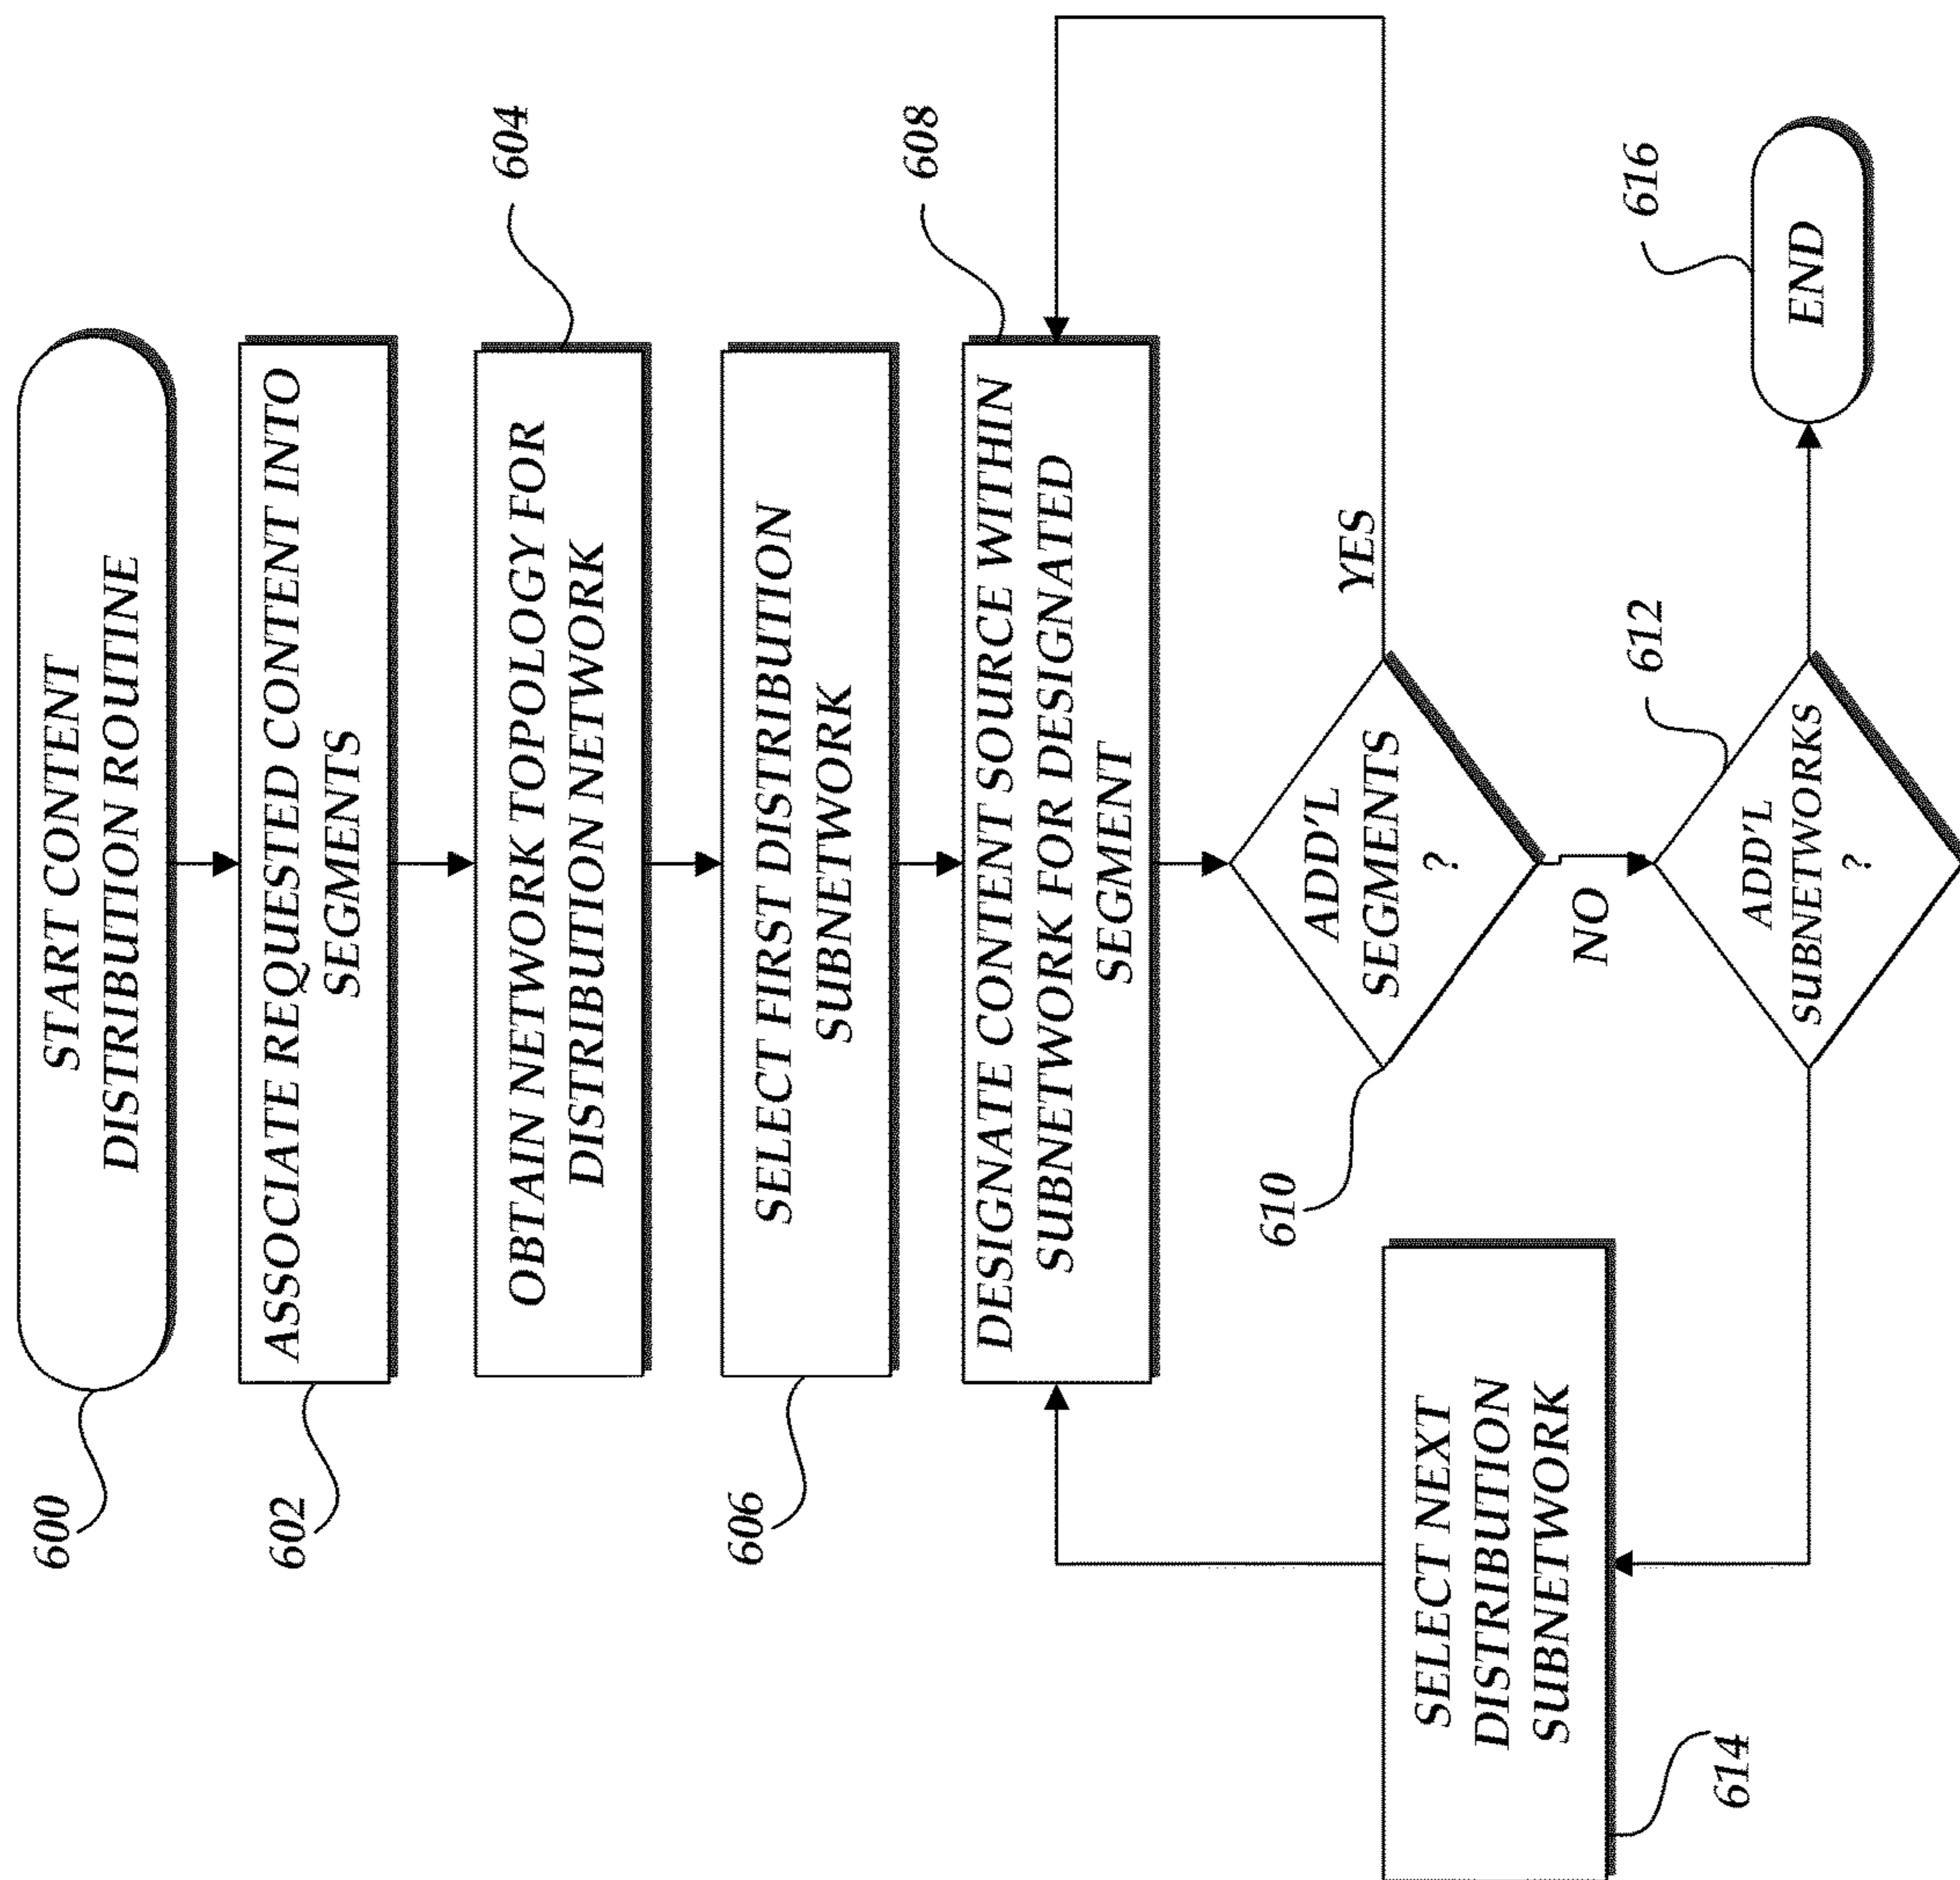 600
START CONTENT
DISTRIBUTION ROUTINE
602
ASSOCIATE REQUESTED CONTENT INTO
SEGMENTS
604
OBTAIN NETWORK TOPOLOGY FOR
DISTRIBUTION NETWORK
606
SELECT FIRST DISTRIBUTION
SUBNETWORK
608
DESIGNATE CONTENT SOURCE WITHIN
SUBNETWORK FOR DESIGNATED
SEGMENT
610
ADD'L
SEGMENTS
?
YES
NO
612
ADD'L
SUBNETWORKS
?
614
SELECT NEXT
DISTRIBUTION
SUBNETWORK
616
END